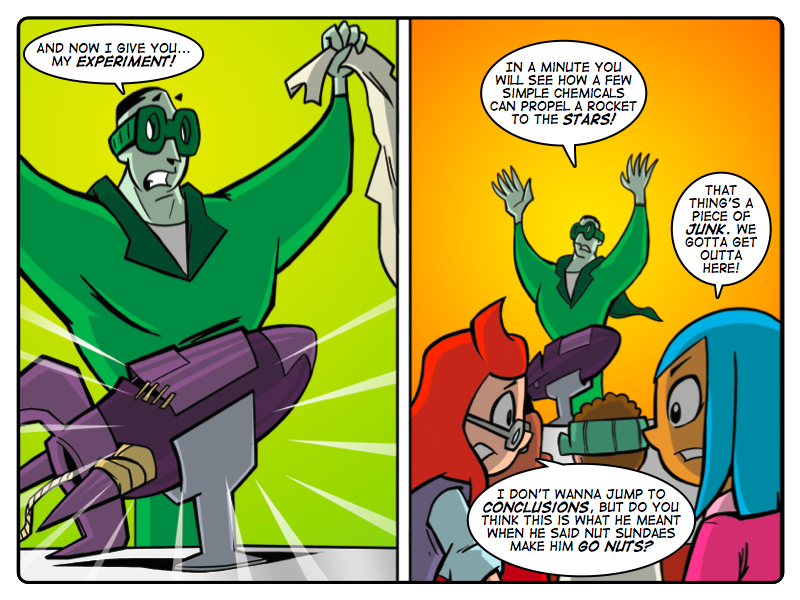 AND NOW I GIVE YOU...
MY EXPERIMENT!
IN A MINUTE YOU
WILL SEE HOW A FEW
SIMPLE CHEMICALS
CAN PROPEL A ROCKET
TO THE STARS!
THAT
THING'S A
PIECE OF
JUNK. WE
GOTTA GET
OUTTA
HERE!
I DON'T WANNA JUMP TO
CONCLUSIONS, BUT DO YOU
THINK THIS IS WHAT HE MEANT
WHEN HE SAID NUT SUNDAES
MAKE HIM GO NUTS?